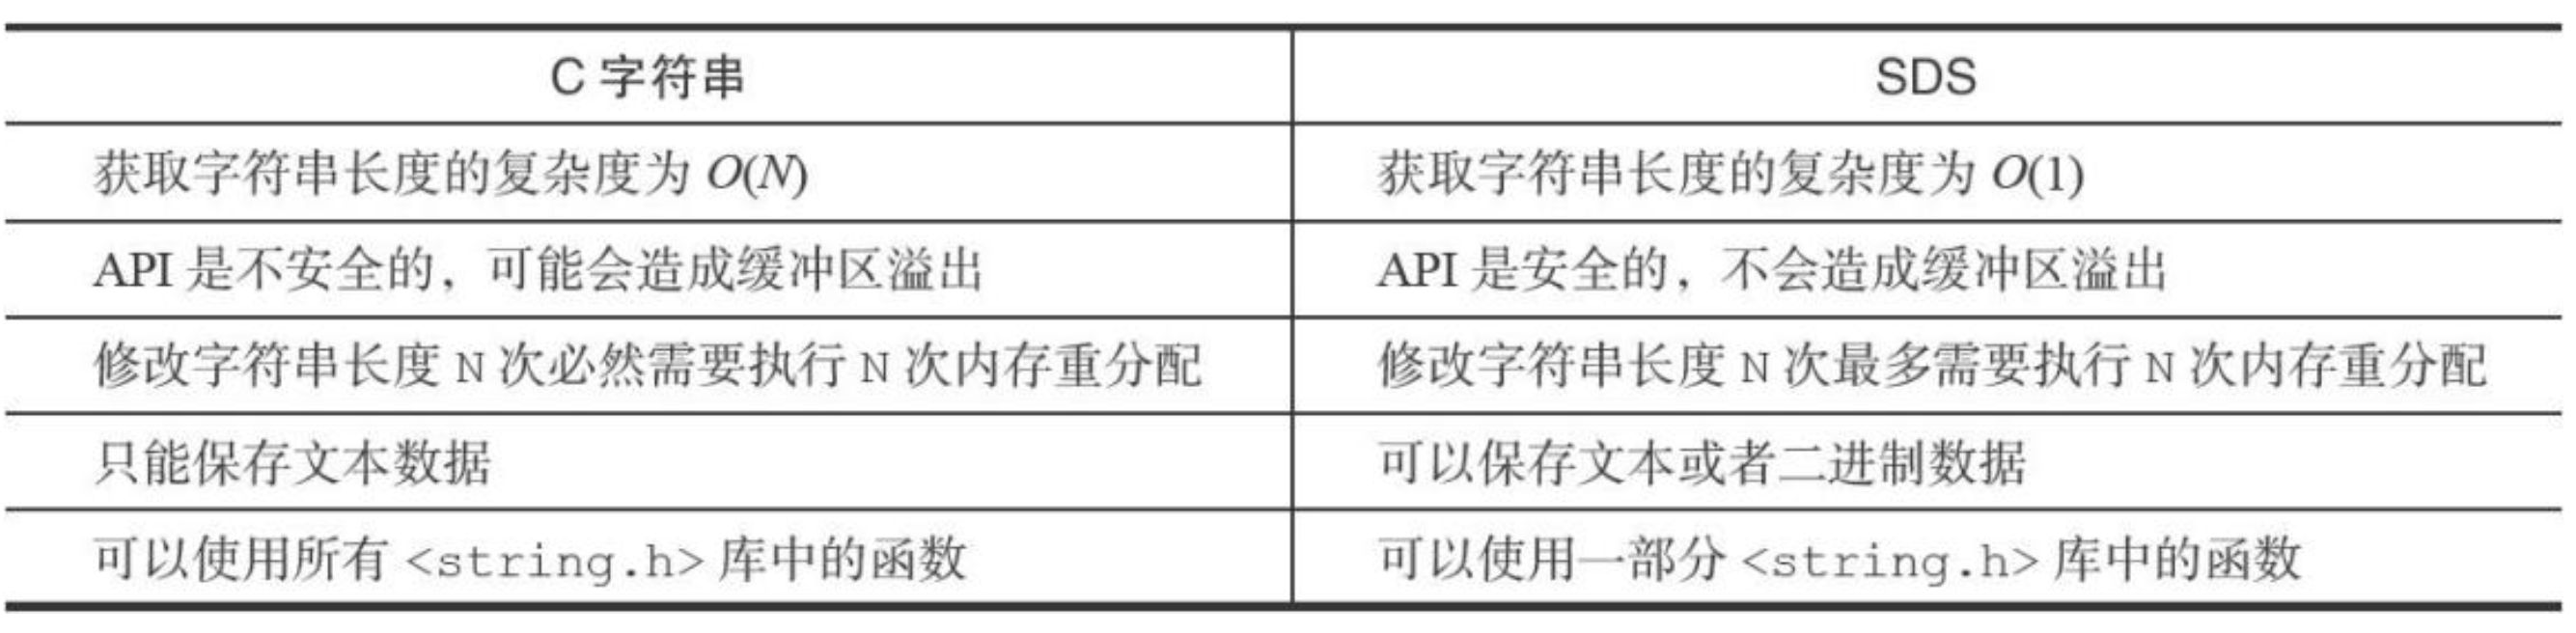 C 字符串 SDS
获取字符串长度的复杂度为 O(N) 获取字符串长度的复杂度为 O(1)
API 是不安全的，可能会造成缓冲区溢出 API 是安全的，不会造成缓冲区溢出
修改字符串长度 N 次必然需要执行 N 次内存重分配 修改字符串长度 N 次最多需要执行 N 次内存重分配
只能保存文本数据 可以保存文本或者二进制数据
可以使用所有 <string.h> 库中的函数 可以使用一部分 <string.h> 库中的函数